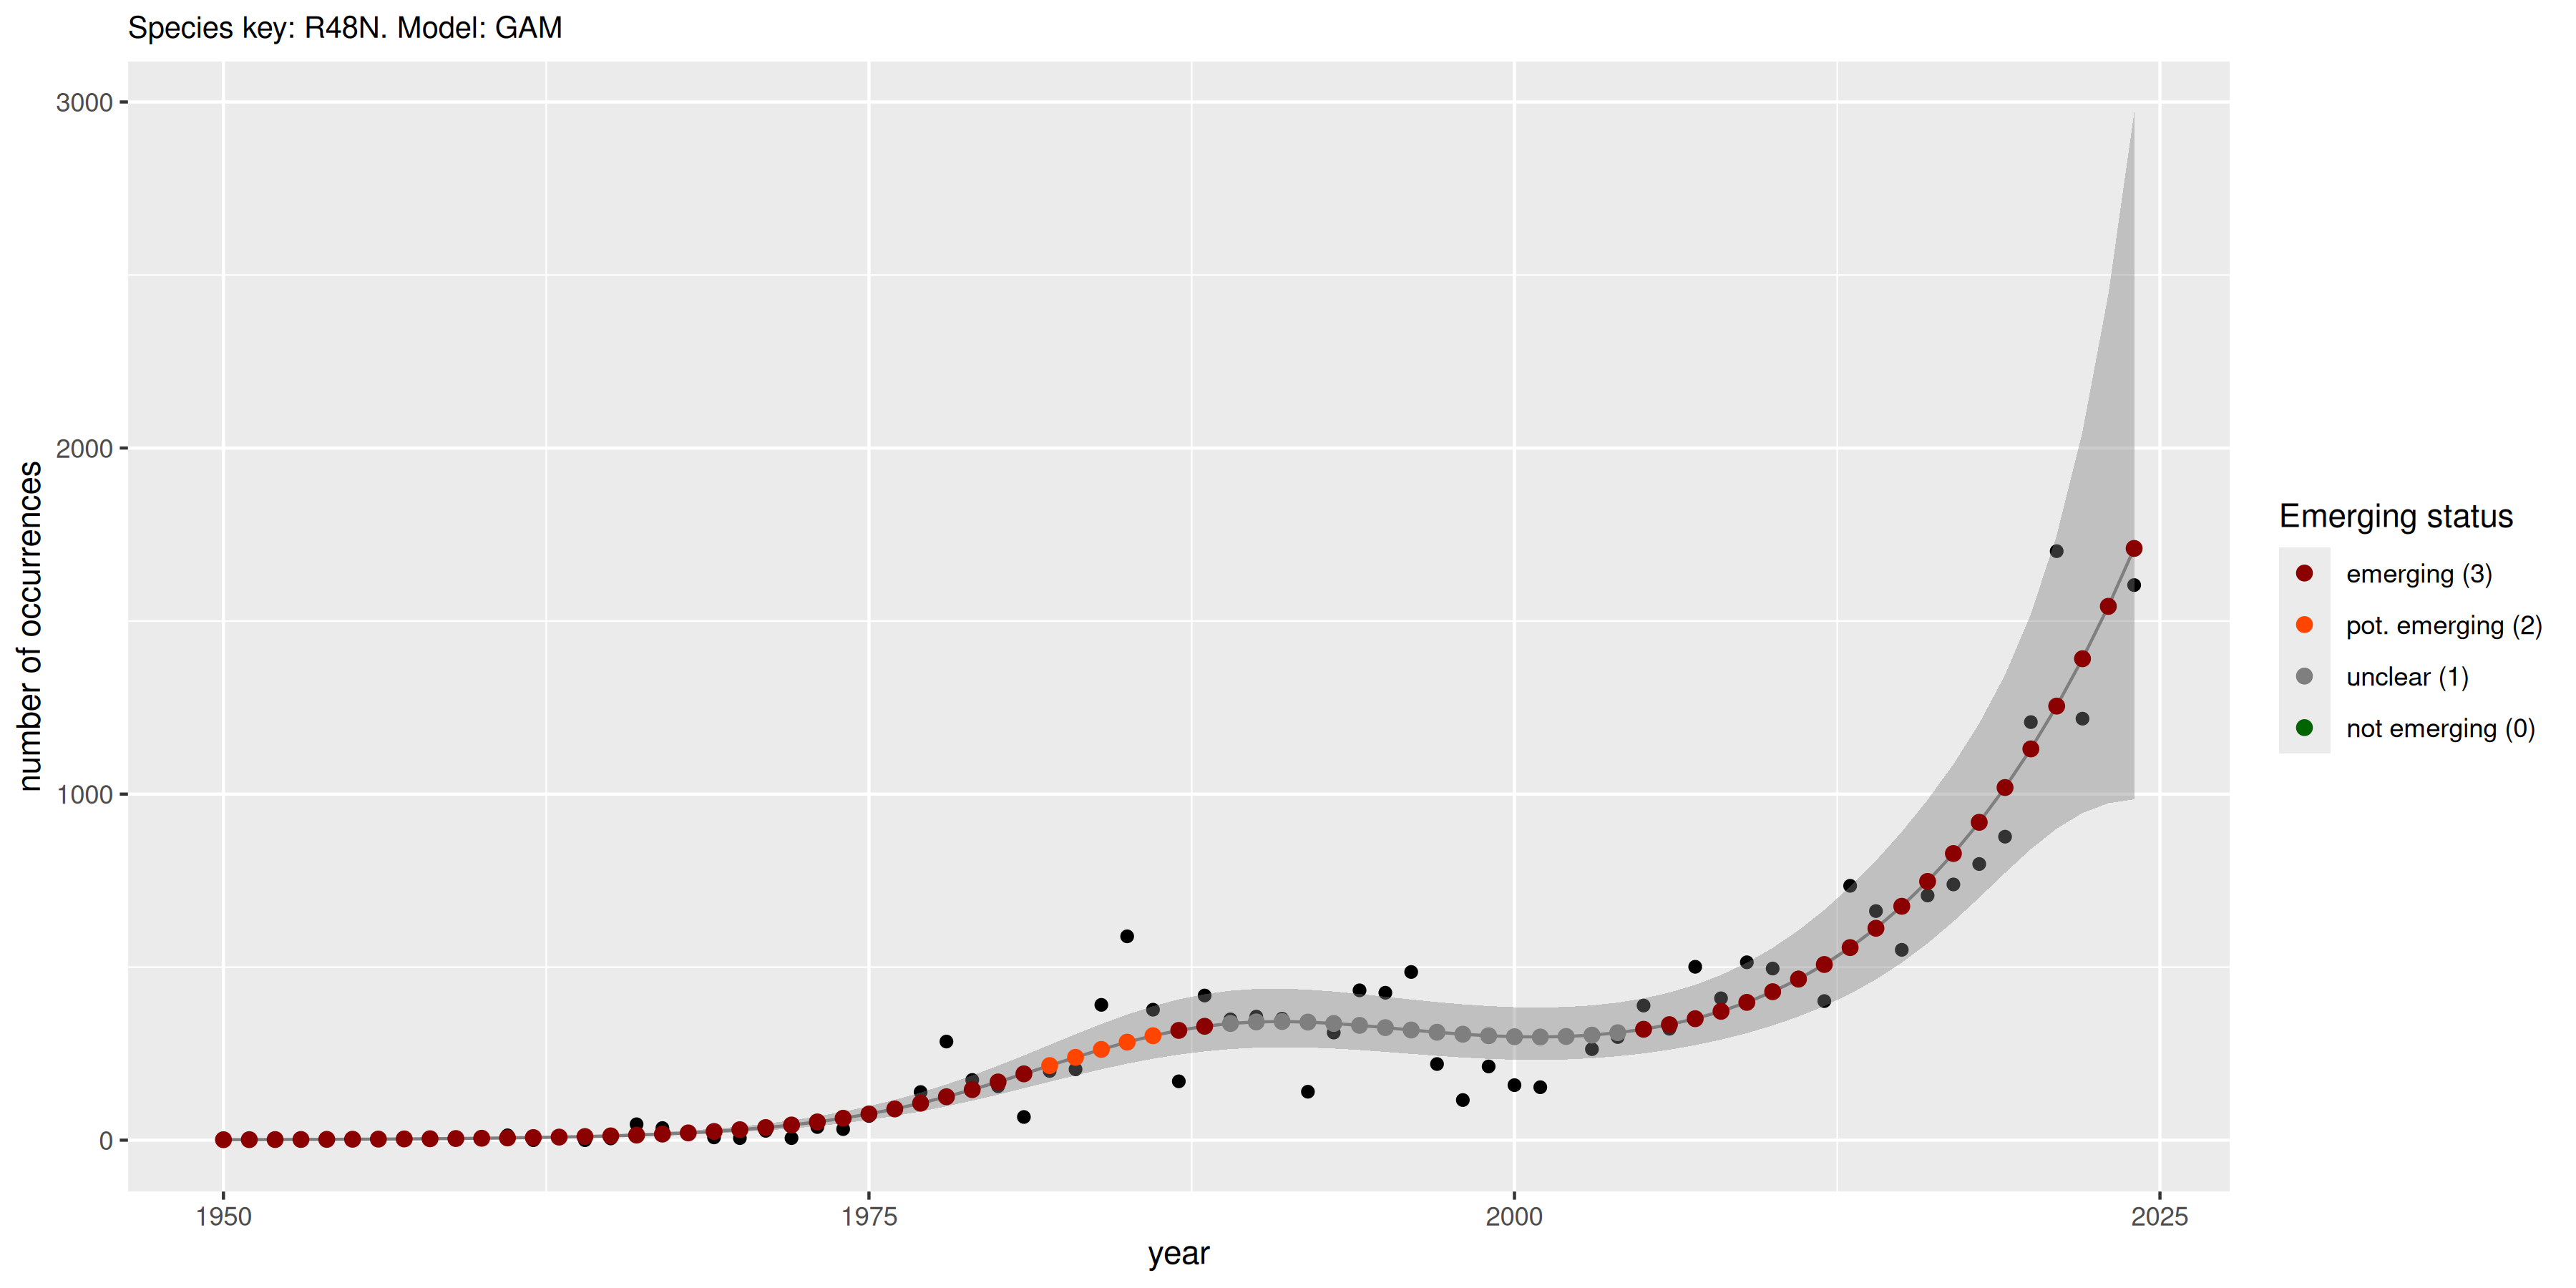 Species key: R48N. Model: GAM
number of occurrences
3000
2000
1000
0
1950
1975
2000
2025
year
Emerging status
emerging (3)
pot. emerging (2)
unclear (1)
not emerging (0)